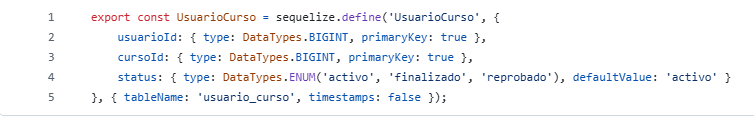 1 export const UsuarioCurso = sequelize.define('UsuarioCurso', {
2 usuarioId: { type: DataTypes.BIGINT, primaryKey: true },
3 cursoId: { type: DataTypes.BIGINT, primaryKey: true },
4 status: { type: DataTypes.ENUM('activo', 'finalizado', 'reprobado'), defaultValue: 'activo' }
5 }, { tableName: 'usuario_curso', timestamps: false });